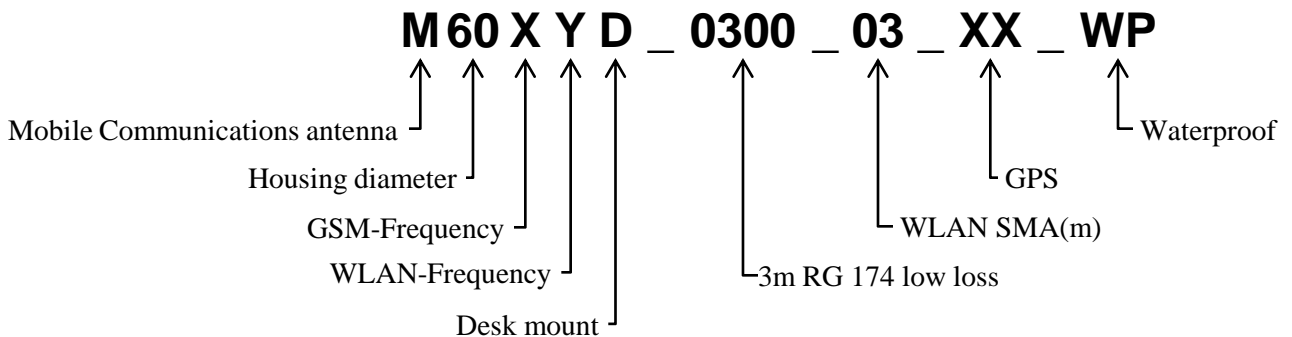 M60XYD_0300_03_XX_WP
Mobile Communications antenna
Waterproof
Housing diameter
GPS
GSM-Frequency
WLAN SMA(m)
WLAN-Frequency
3m RG 174 low loss
Desk mount